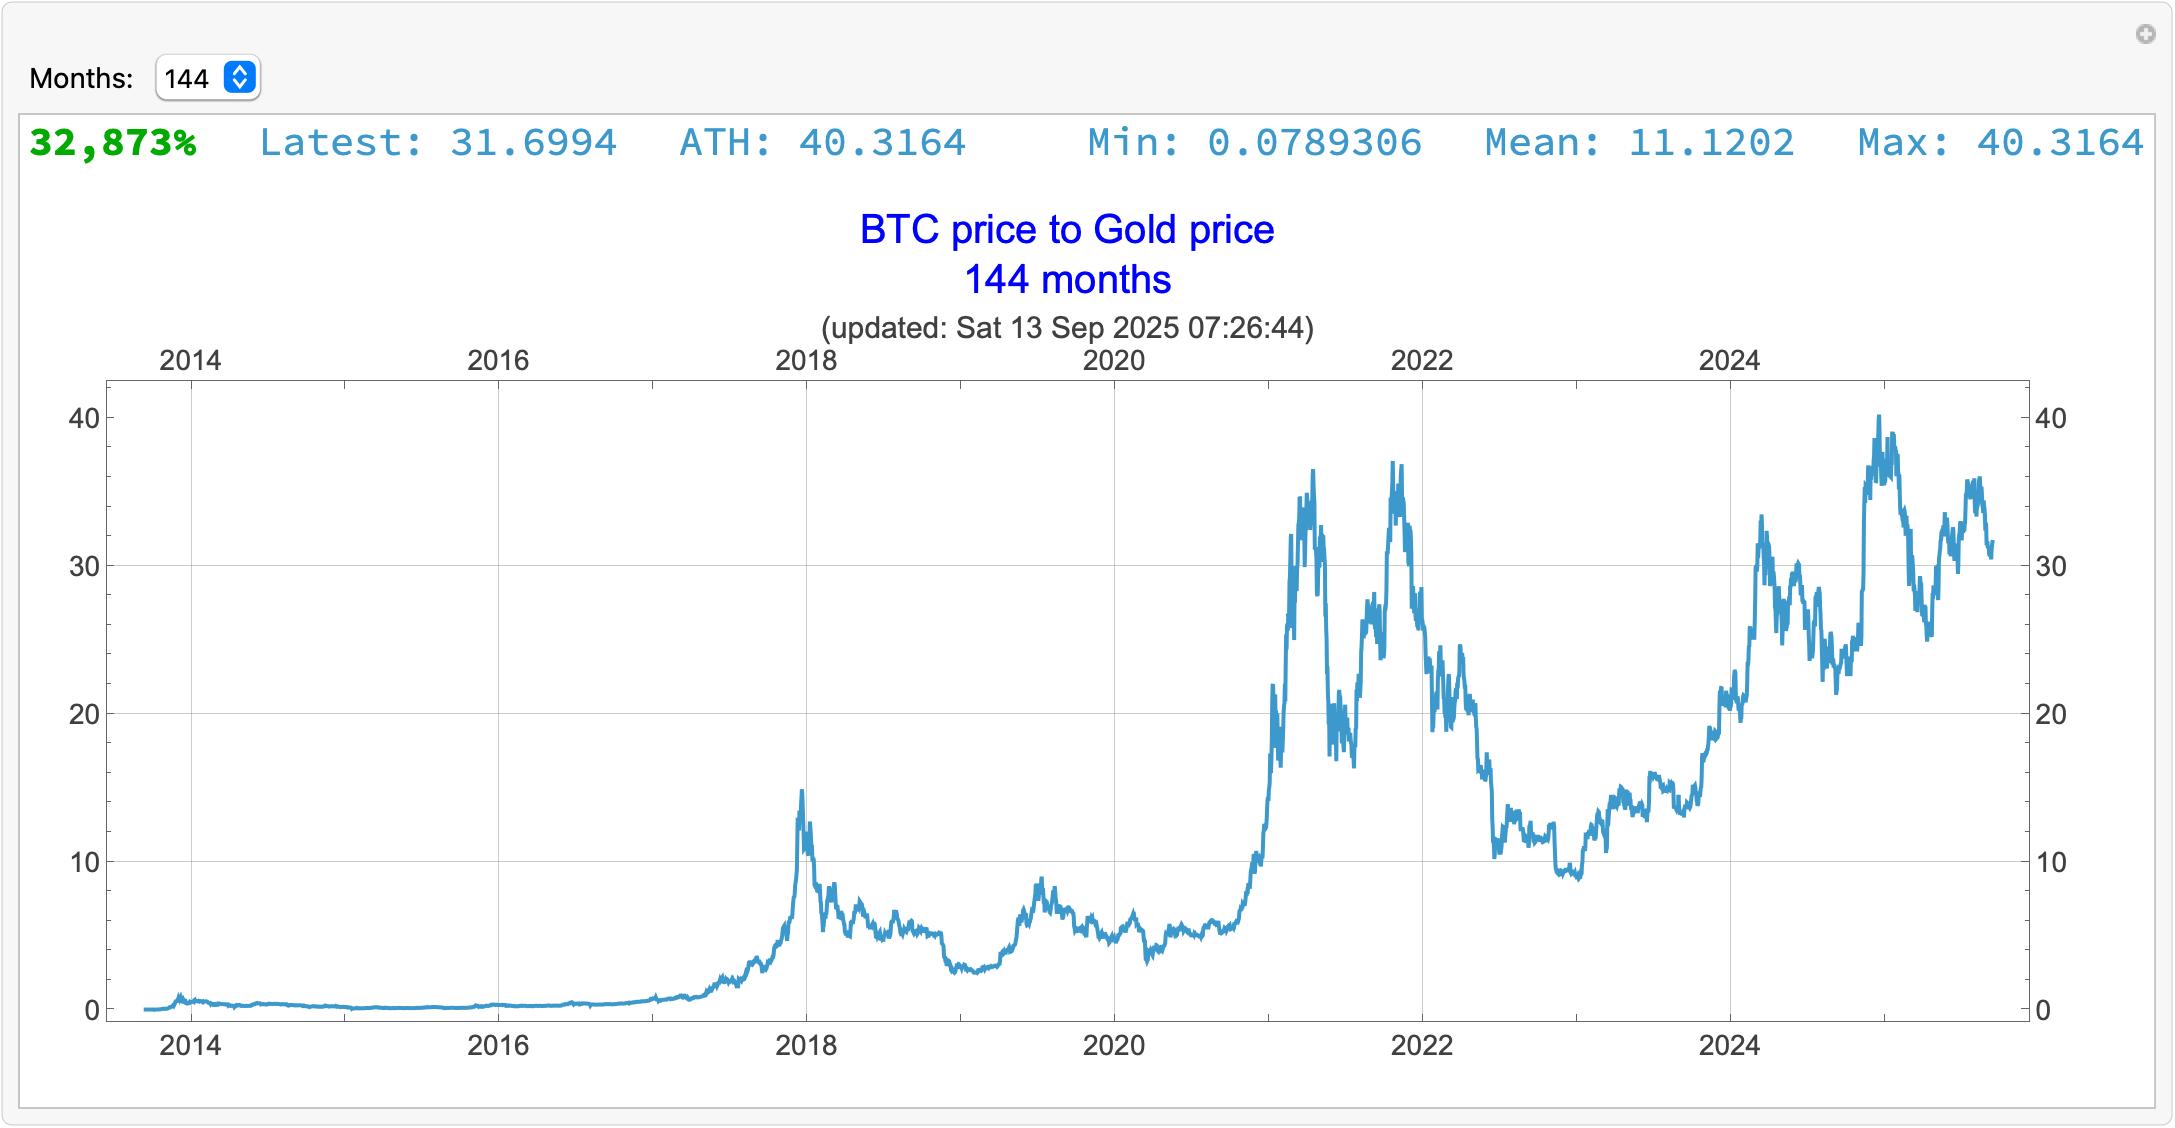 Months: 144
32,873% Latest: 31.6994 ATH: 40.3164 Min: 0.0789306 Mean: 11.1202 Max: 40.3164
BTC price to Gold price
144 months
(updated: Sat 13 Sep 2025 07:26:44)
2014 2016 2018 2020 2022 2024
40 40
30 30
20 20
10 10
0 0
2014 2016 2018 2020 2022 2024